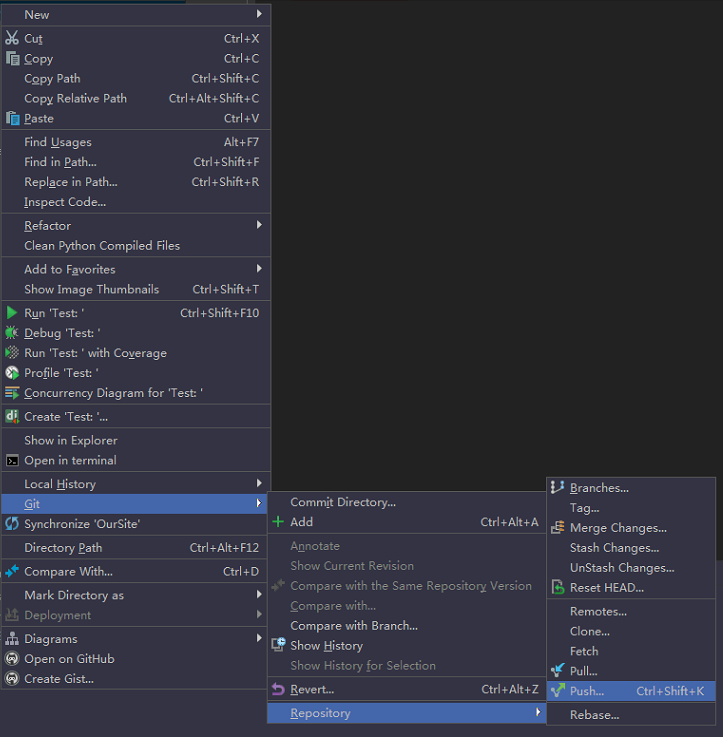 New
Cut Ctrl+X
Copy Ctrl+C
Copy Path Ctrl+Shift+C
Copy Relative Path Ctrl+Alt+Shift+C
Paste Ctrl+V
Find Usages Alt+F7
Find in Path... Ctrl+Shift+F
Replace in Path... Ctrl+Shift+R
Inspect Code...
Refactor
Clean Python Compiled Files
Add to Favorites
Show Image Thumbnails Ctrl+Shift+T
Run 'Test: ' Ctrl+Shift+F10
Debug 'Test: '
Run 'Test: ' with Coverage
Profile 'Test: '
Concurrency Diagram for 'Test: '
Create 'Test: '...
Show in Explorer
Open in terminal
Local History
Git
Synchronize 'OurSite'
Directory Path Ctrl+Alt+F12
Compare With... Ctrl+D
Mark Directory as
Deployment
Diagrams
Open on GitHub
Create Gist...
Commit Directory...
Add Ctrl+Alt+A
Annotate
Show Current Revision
Compare with the Same Repository Version
Compare with...
Compare with Branch...
Show History
Show History for Selection
Revert... Ctrl+Alt+Z
Repository
Branches...
Tag...
Merge Changes...
Stash Changes...
UnStash Changes...
Reset HEAD...
Remotes...
Clone...
Fetch
Pull...
Push... Ctrl+Shift+K
Rebase...